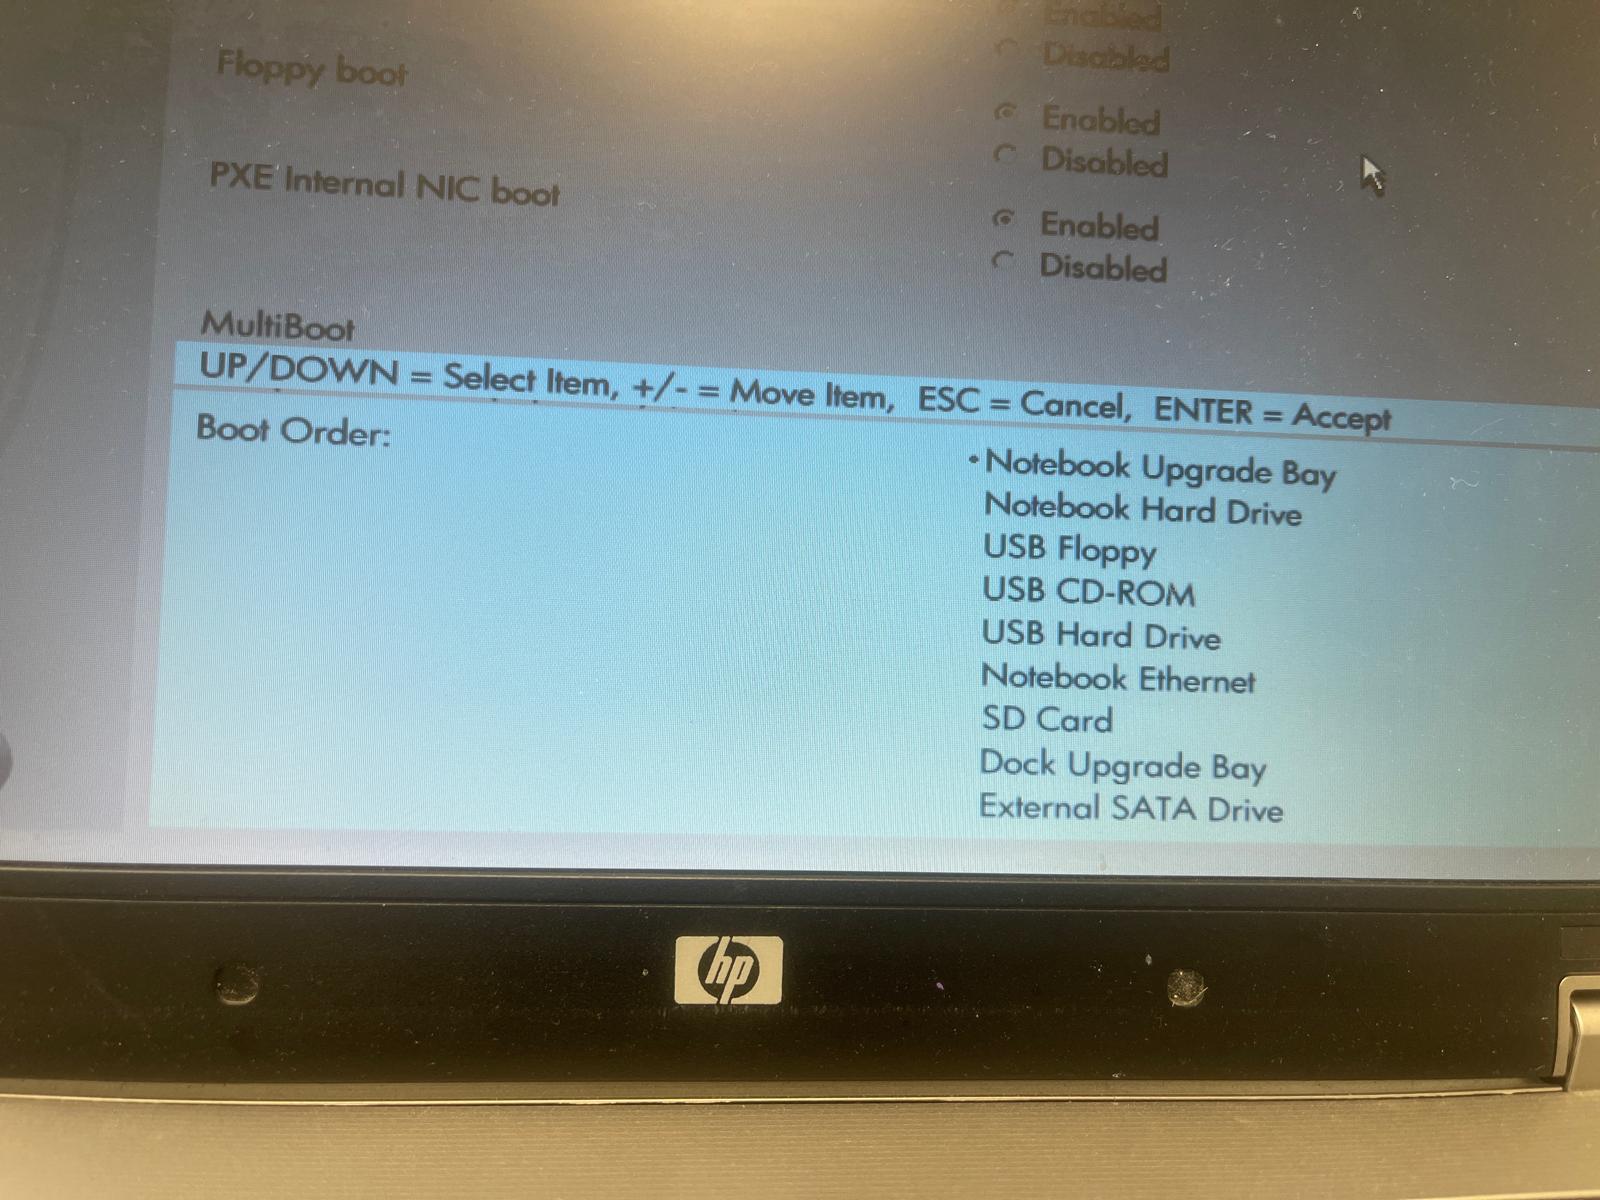 Enabled
Disabled
Floppy boot
Enabled
Disabled
PXE Internal NIC boot
Enabled
Disabled
MultiBoot
UP/DOWN = Select Item, +/- = Move Item, ESC = Cancel, ENTER = Accept
Boot Order:
• Notebook Upgrade Bay
Notebook Hard Drive
USB Floppy
USB CD-ROM
USB Hard Drive
Notebook Ethernet
SD Card
Dock Upgrade Bay
External SATA Drive
hp